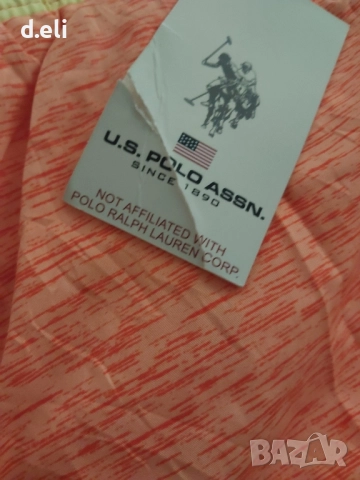 d.eli
U.S. POLO ASSN.
SINCE 1890
NOT AFFILIATED WITH
POLO RALPH LAUREN CORP.
BAZAR